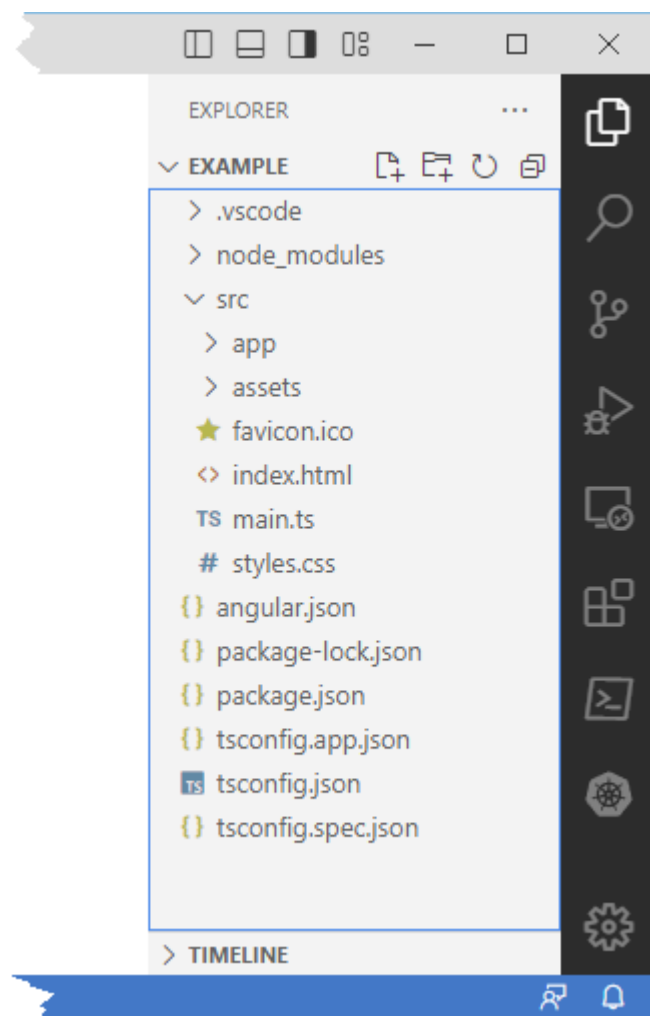 EXPLORER
EXAMPLE
.vscode
node_modules
src
app
assets
favicon.ico
index.html
TS main.ts
# styles.css
{} angular.json
{} package-lock.json
{} package.json
{} tsconfig.app.json
TS tsconfig.json
{} tsconfig.spec.json
TIMELINE